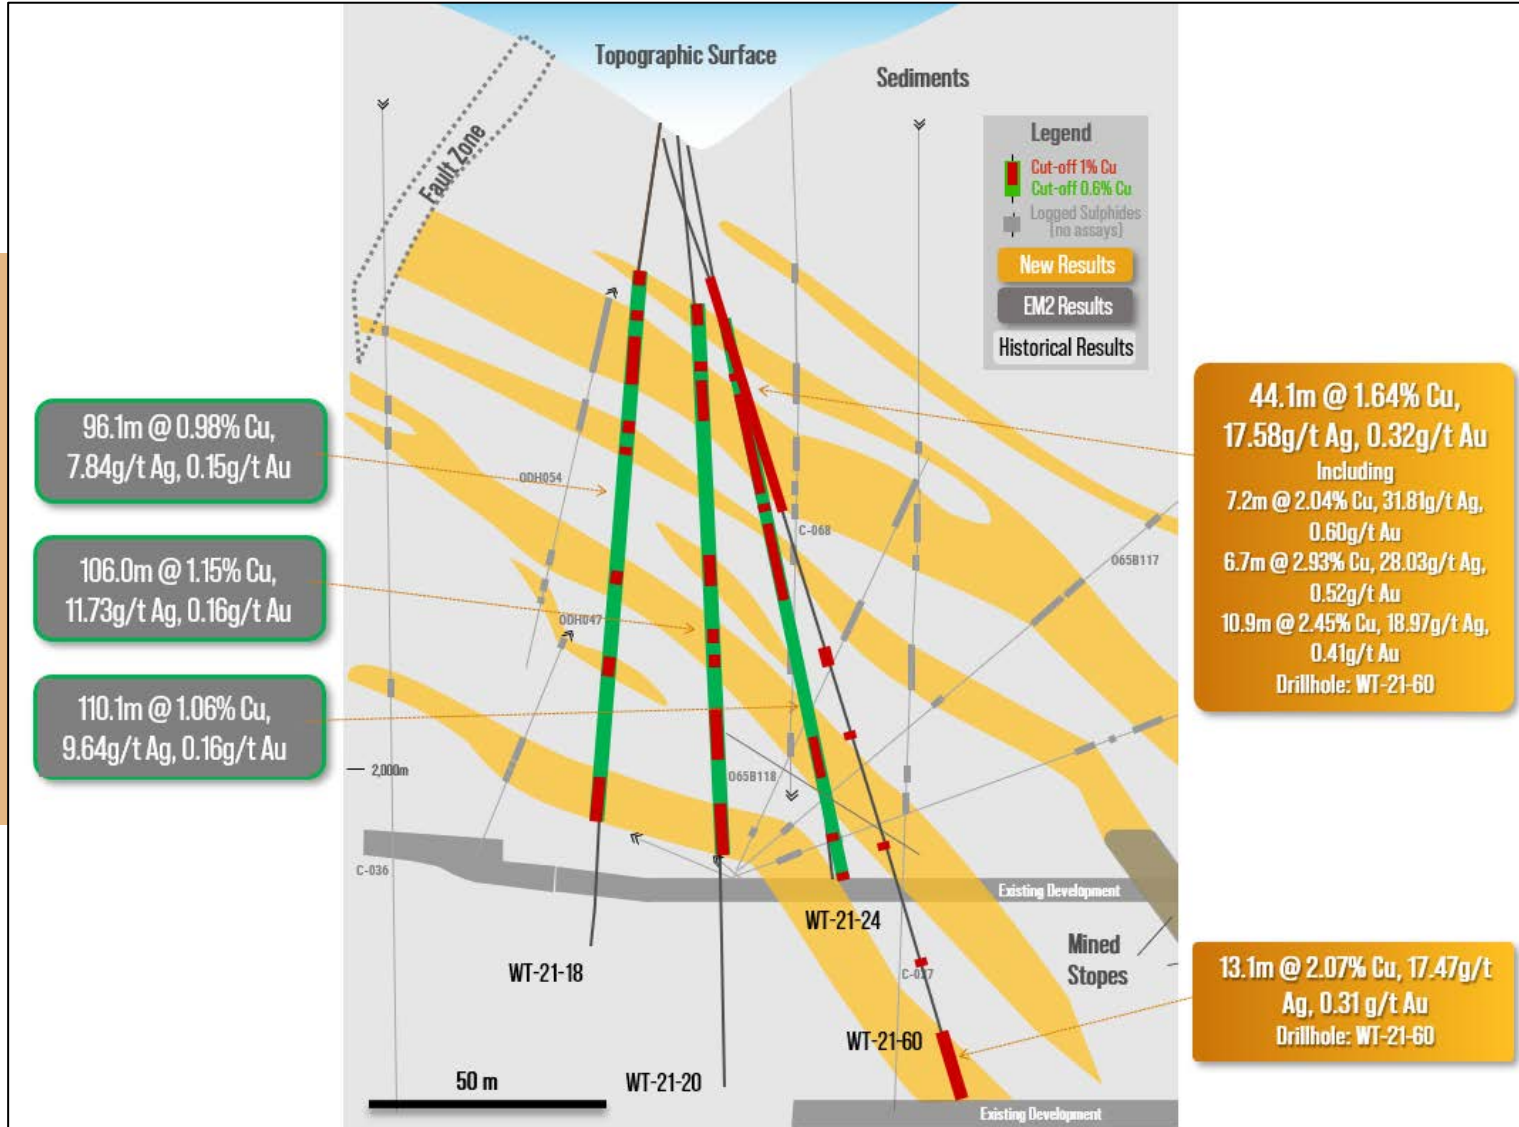 Topographic Surface
Sediments
Fault Zone
Legend
Cut-off 1% Cu
Cut-off 0.6% Cu
Logged Sulphides
[no assays]
New Results
EM2 Results
Historical Results
96.1m @ 0.98% Cu,
7.84g/t Ag, 0.15g/t Au
106.0m @ 1.15% Cu,
11.73g/t Ag, 0.16g/t Au
110.1m @ 1.06% Cu,
9.64g/t Ag, 0.16g/t Au
44.1m @ 1.64% Cu,
17.58g/t Ag, 0.32g/t Au
Including
7.2m @ 2.04% Cu, 31.81g/t Ag,
0.60g/t Au
6.7m @ 2.93% Cu, 28.03g/t Ag,
0.52g/t Au
10.9m @ 2.45% Cu, 18.97g/t Ag,
0.41g/t Au
Drillhole: WT-21-60
ODH054
C-068
O65B117
ODH047
2,000m
O65B118
C-036
Existing Development
WT-21-24
Mined
Stopes
WT-21-18
C-037
13.1m @ 2.07% Cu, 17.47g/t
Ag, 0.31 g/t Au
Drillhole: WT-21-60
WT-21-60
50 m
WT-21-20
Existing Development